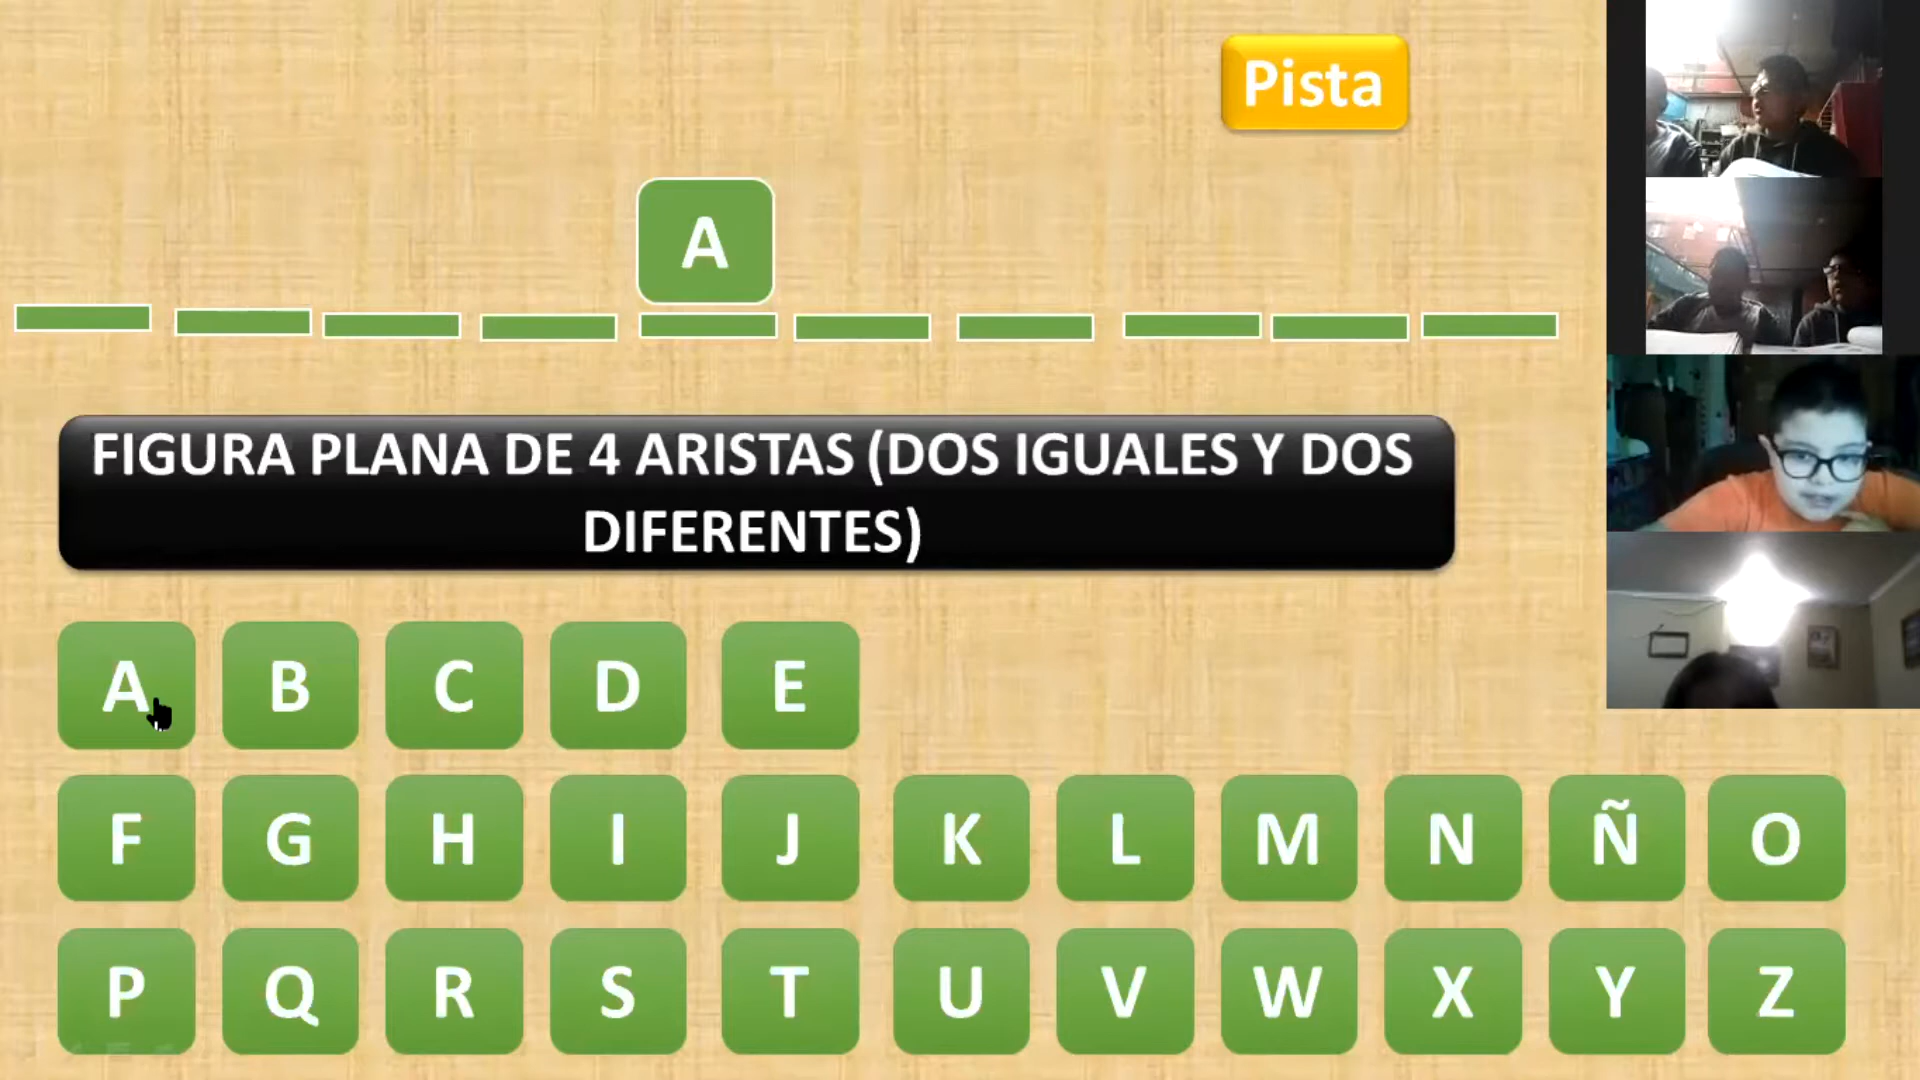 Pista
A
FIGURA PLANA DE 4 ARISTAS (DOS IGUALES Y DOS
DIFERENTES)
A B C D E
F G H I J K L M N Ñ O
P Q R S T U V W X Y Z